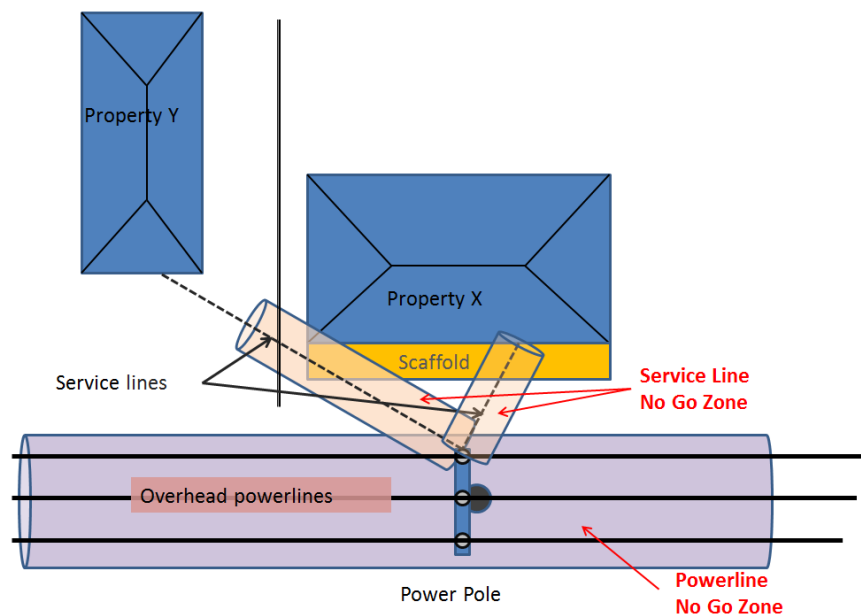 Property Y
Property X
Scaffold
Service lines
Service Line
No Go Zone
Overhead powerlines
Powerline
No Go Zone
Power Pole